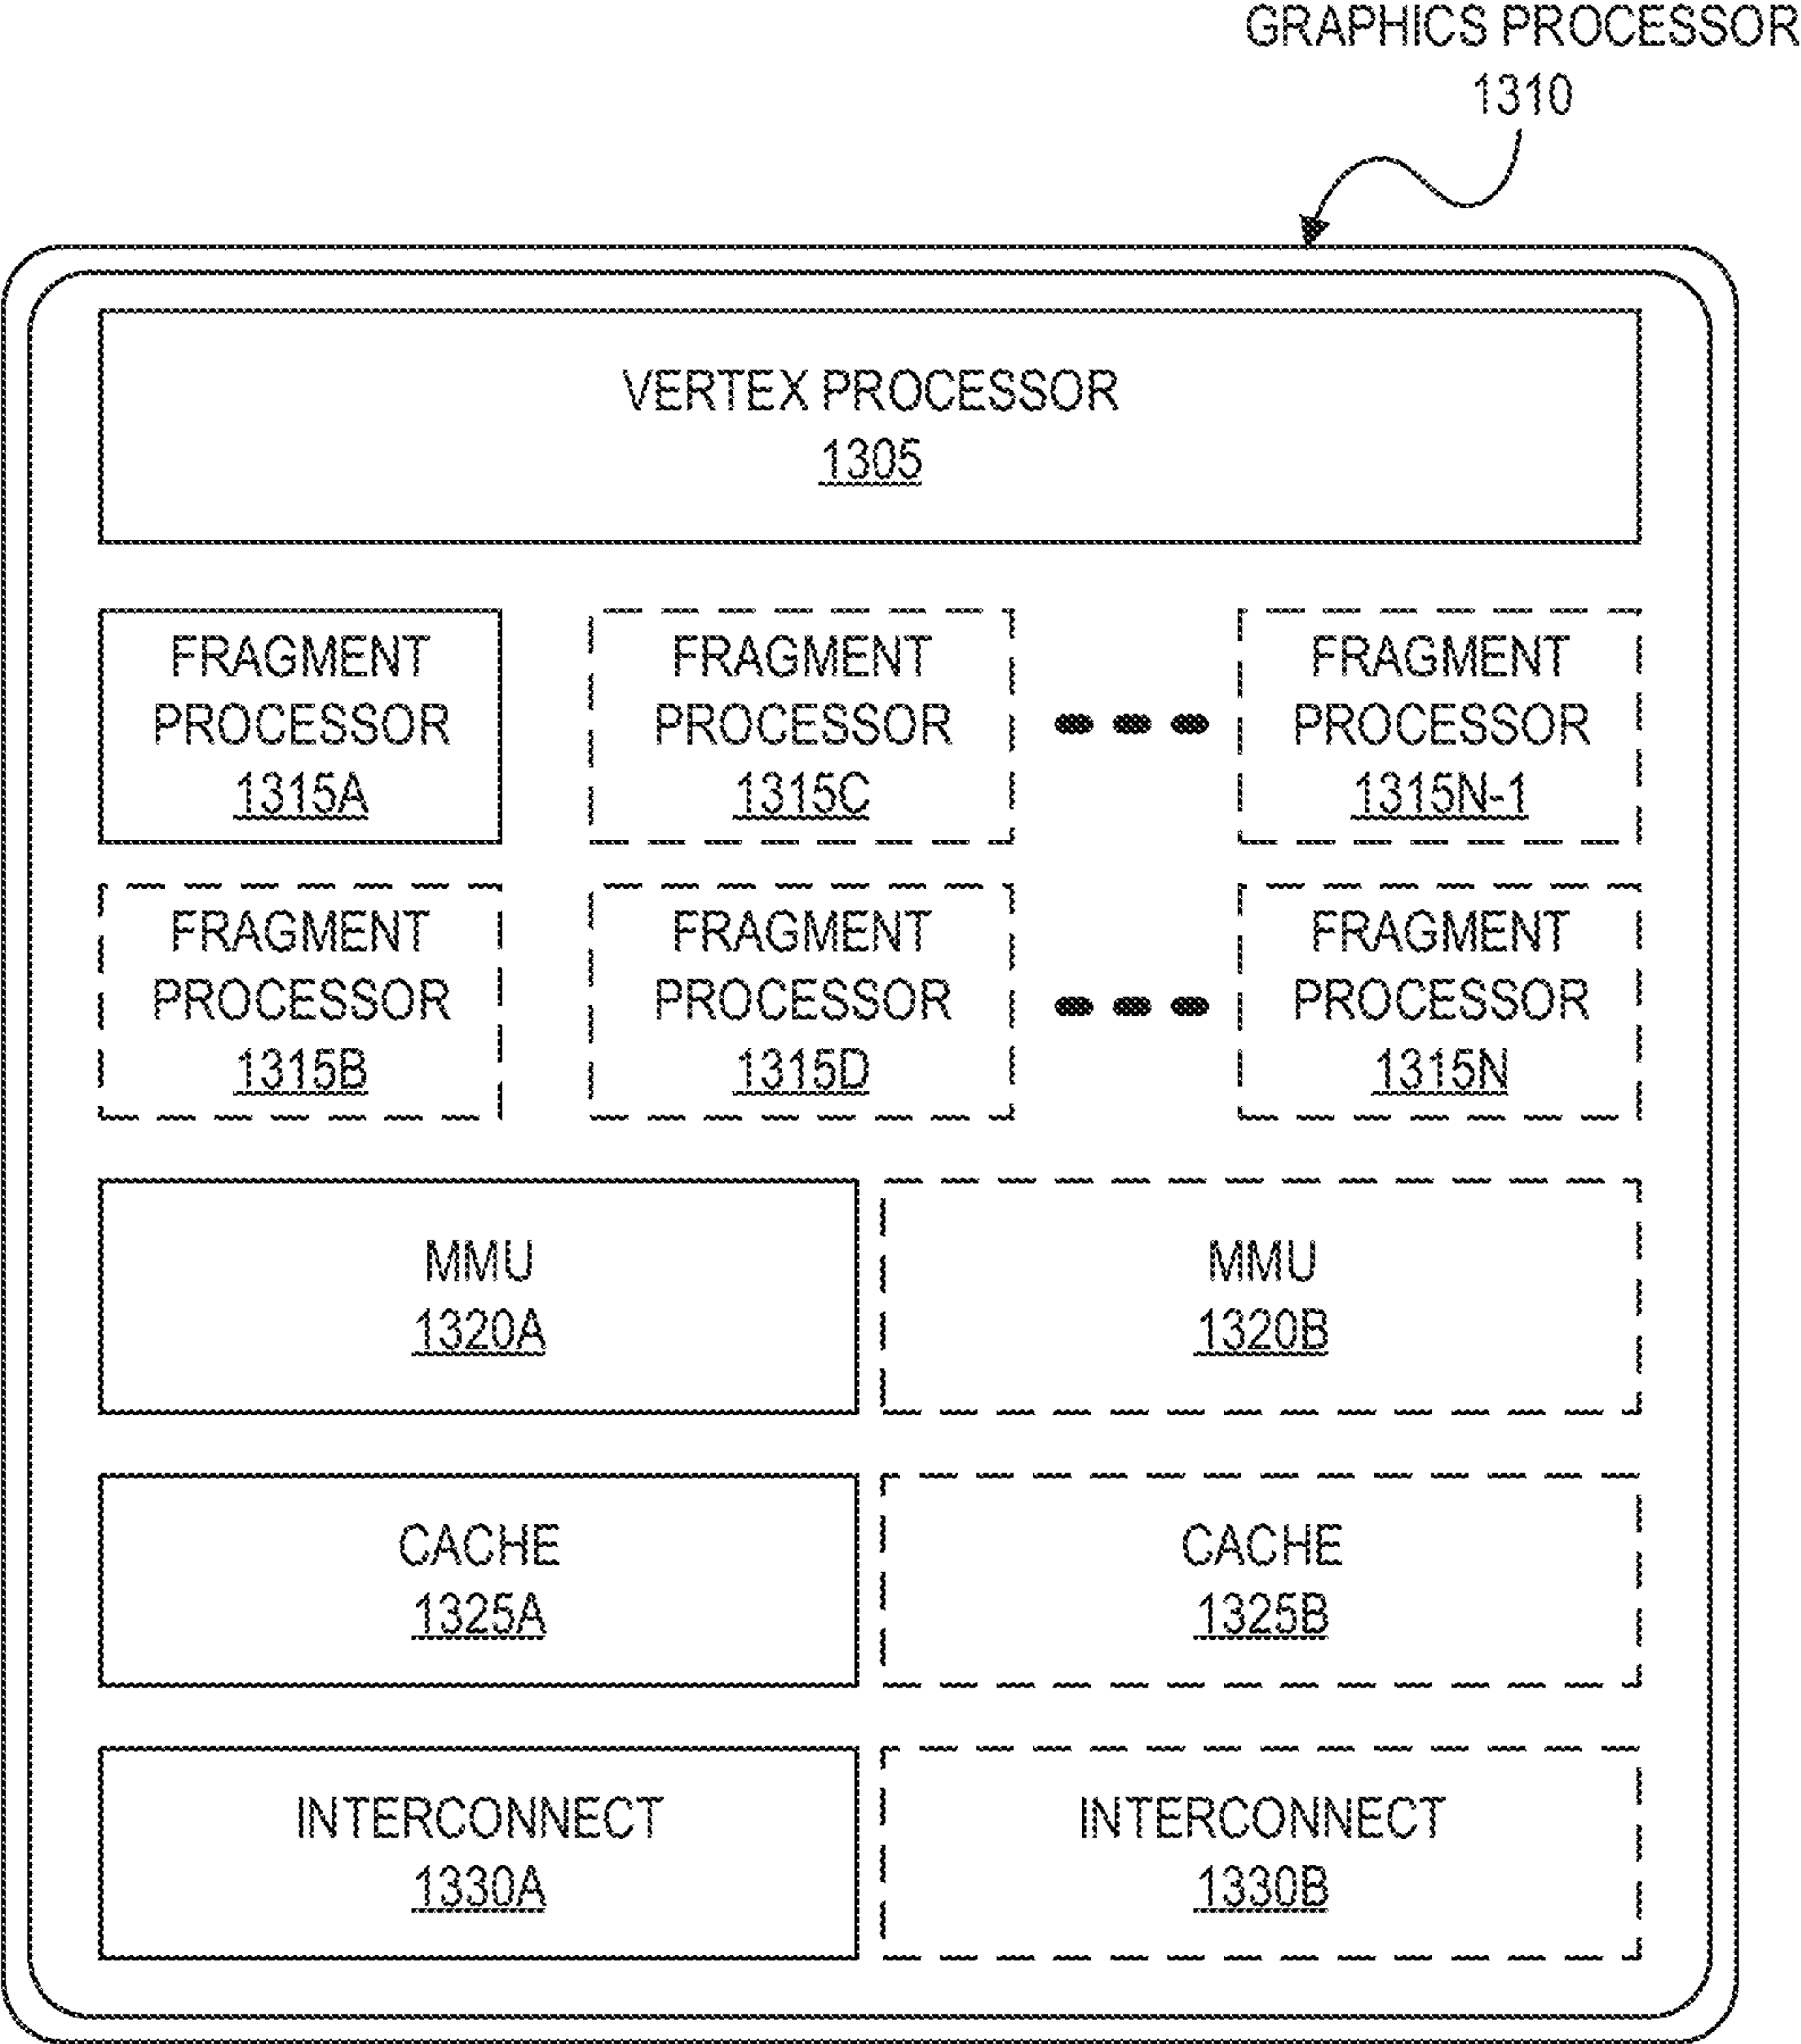 GRAPHICS PROCESSOR
1310
VERTEX PROCESSOR
1305
FRAGMENT
PROCESSOR
1315A
FRAGMENT
PROCESSOR
1315C
FRAGMENT
PROCESSOR
1315N-1
FRAGMENT
PROCESSOR
1315B
FRAGMENT
PROCESSOR
1315D
FRAGMENT
PROCESSOR
1315N
MMU
1320A
MMU
1320B
CACHE
1325A
CACHE
1325B
INTERCONNECT
1330A
INTERCONNECT
1330B